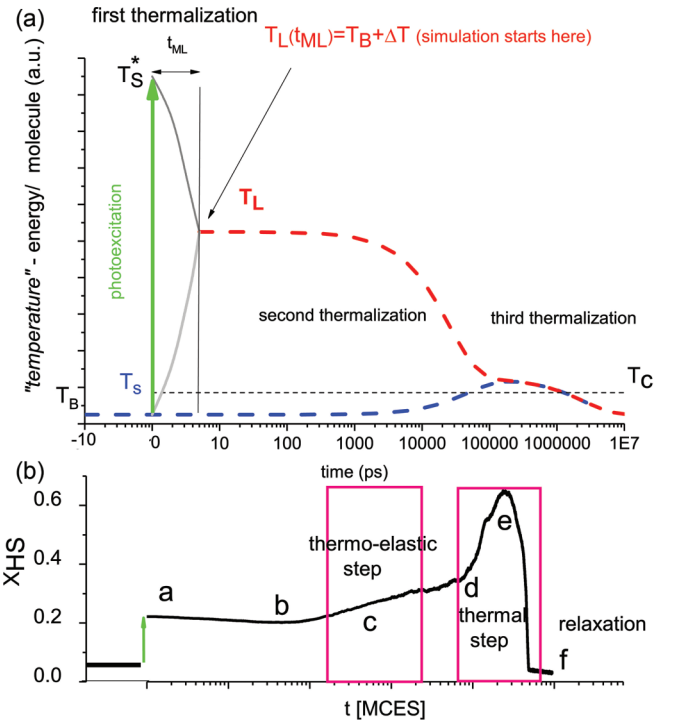 (a)
first thermalization
t_ML
T_L(t_ML)=T_B+ΔT (simulation starts here)
T_S*
"temperature" - energy/ molecule (a.u.)
photoexcitation
T_L
second thermalization
third thermalization
T_s
T_B
T_C
-10 0 10 100 1000 10000 100000 1000000 1E7
time (ps)
(b)
X_HS
0.6
0.4
0.2
0.0
thermo-elastic
step
a
b
c
d
e
thermal
step
relaxation
f
t [MCES]